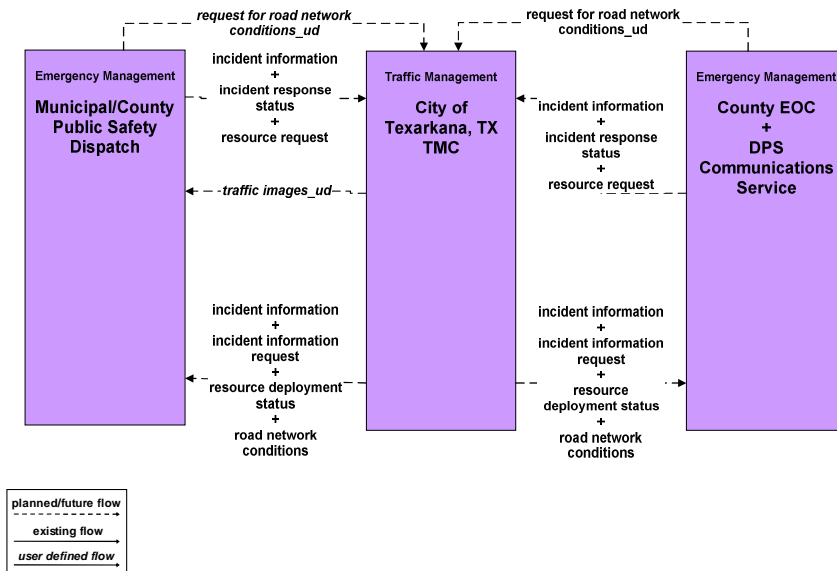 request for road network
conditions_ud
request for road network
conditions_ud
Emergency Management
Municipal/County
Public Safety
Dispatch
incident information
+
incident response
status
+
resource request
Traffic Management
City of
Texarkana, TX
TMC
incident information
+
incident response
status
+
resource request
Emergency Management
County EOC
+
DPS
Communications
Service
traffic images_ud
incident information
+
incident information
request
+
resource deployment
status
+
road network
conditions
incident information
+
incident information
request
+
resource
deployment status
+
road network
conditions
planned/future flow
existing flow
user defined flow